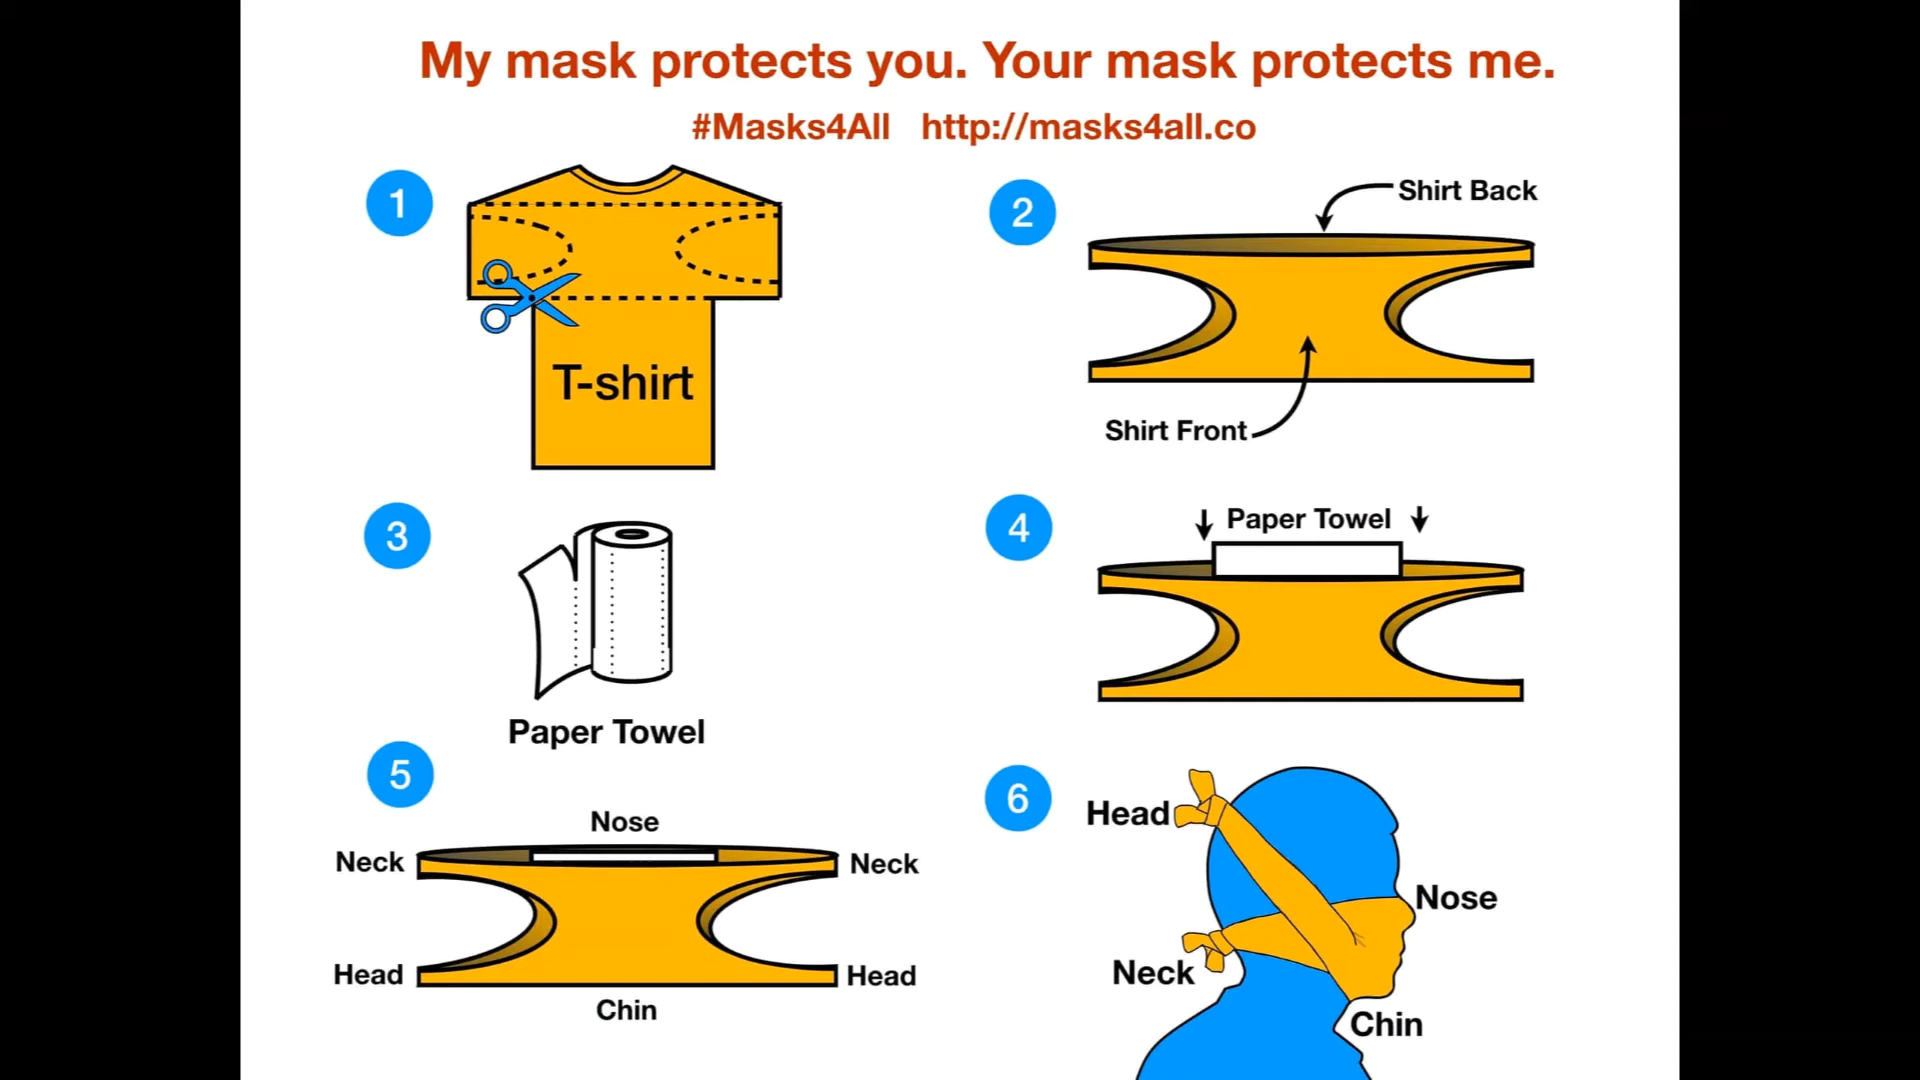 My mask protects you. Your mask protects me.
#Masks4All http://masks4all.co
1
T-shirt
2
Shirt Back
Shirt Front
3
Paper Towel
4
Paper Towel
5
Nose
Neck
Neck
Head
Head
Chin
6
Head
Nose
Neck
Chin